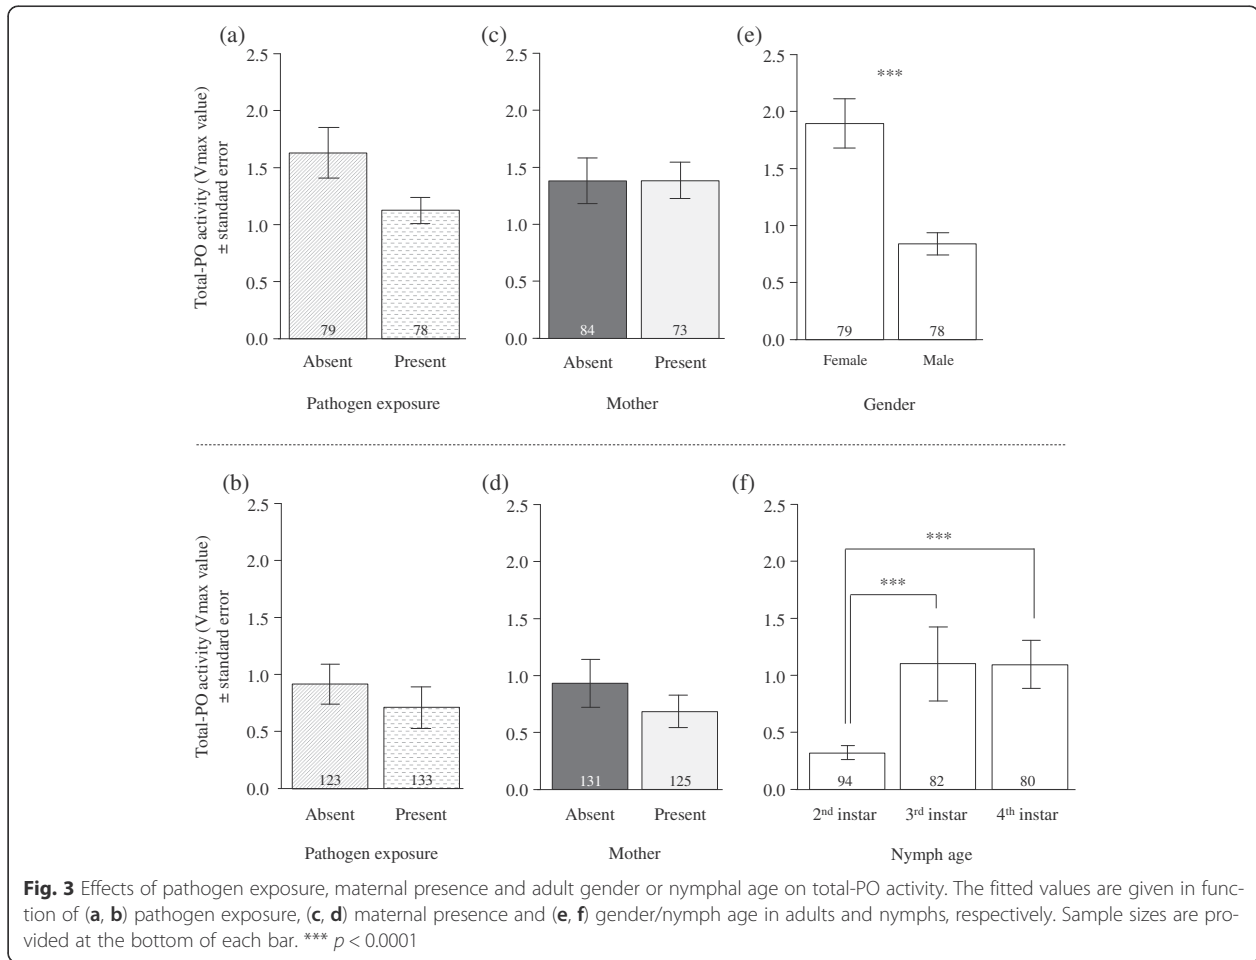 (a) (c) (e)
Total-PO activity (Vmax value)
± standard error
2.5
2.0
1.5
1.0
0.5
0.0
79 78
Absent Present
Pathogen exposure
2.5
2.0
1.5
1.0
0.5
0.0
84 73
Absent Present
Mother
2.5
2.0
1.5
1.0
0.5
0.0
***
79 78
Female Male
Gender
(b) (d) (f)
Total-PO activity (Vmax value)
± standard error
2.5
2.0
1.5
1.0
0.5
0.0
123 133
Absent Present
Pathogen exposure
2.5
2.0
1.5
1.0
0.5
0.0
131 125
Absent Present
Mother
2.5
2.0
1.5
1.0
0.5
0.0
***
***
94 82 80
2nd instar 3rd instar 4th instar
Nymph age
Fig. 3 Effects of pathogen exposure, maternal presence and adult gender or nymphal age on total-PO activity. The fitted values are given in func-
tion of (a, b) pathogen exposure, (c, d) maternal presence and (e, f) gender/nymph age in adults and nymphs, respectively. Sample sizes are pro-
vided at the bottom of each bar. *** p < 0.0001